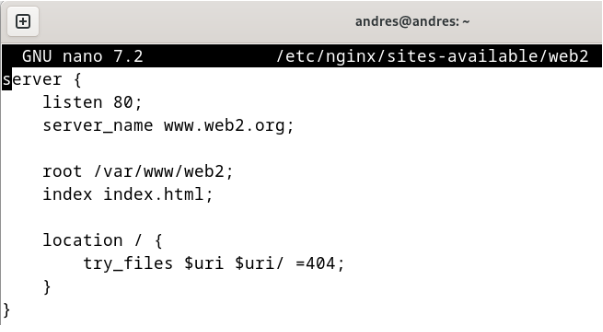 andres@andres: ~
GNU nano 7.2 /etc/nginx/sites-available/web2
server {
    listen 80;
    server_name www.web2.org;

    root /var/www/web2;
    index index.html;

    location / {
        try_files $uri $uri/ =404;
    }
}